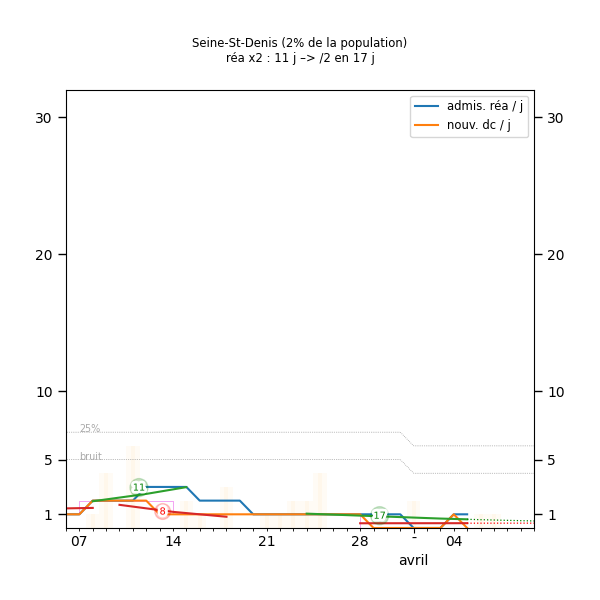 Seine-St-Denis (2% de la population)
réa x2 : 11 j –> /2 en 17 j
admis. réa / j
nouv. dc / j
30 30
20 20
10 10
25%
bruit
5 5
11
8
17
1 1
07 14 21 28 - 04
avril